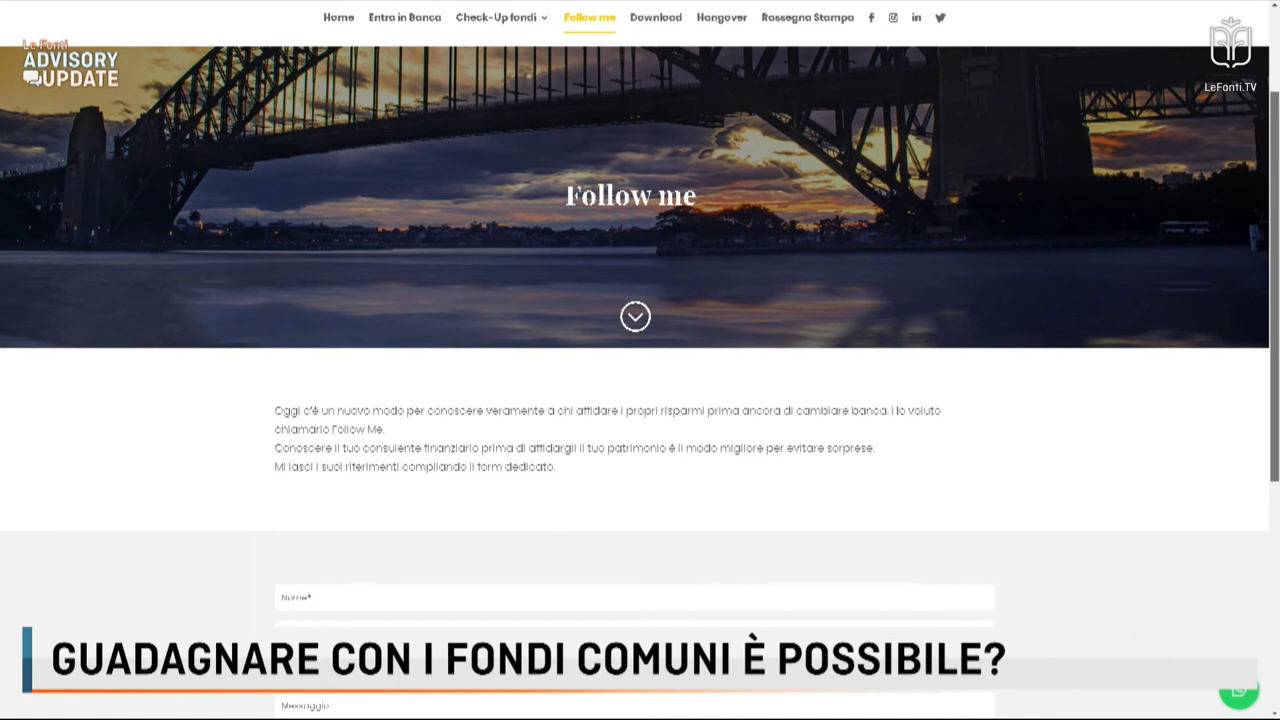 Home Entra in Banca Check-Up fondi Follow me Download Hangover Rassegna Stampa
Le Fonti
ADVISORY
UPDATE
LeFonti.TV
Follow me
Oggi c'è un nuovo modo per conoscere veramente a chi affidare i propri risparmi prima ancora di cambiare banca. Ho voluto
chiamarlo Follow Me.
Conoscere il tuo consulente finanziario prima di affidargli il tuo patrimonio è il modo migliore per evitare sorprese.
Mi lasci i suoi riferimenti compilando il form dedicato.
Nome*
GUADAGNARE CON I FONDI COMUNI È POSSIBILE?
Messaggio